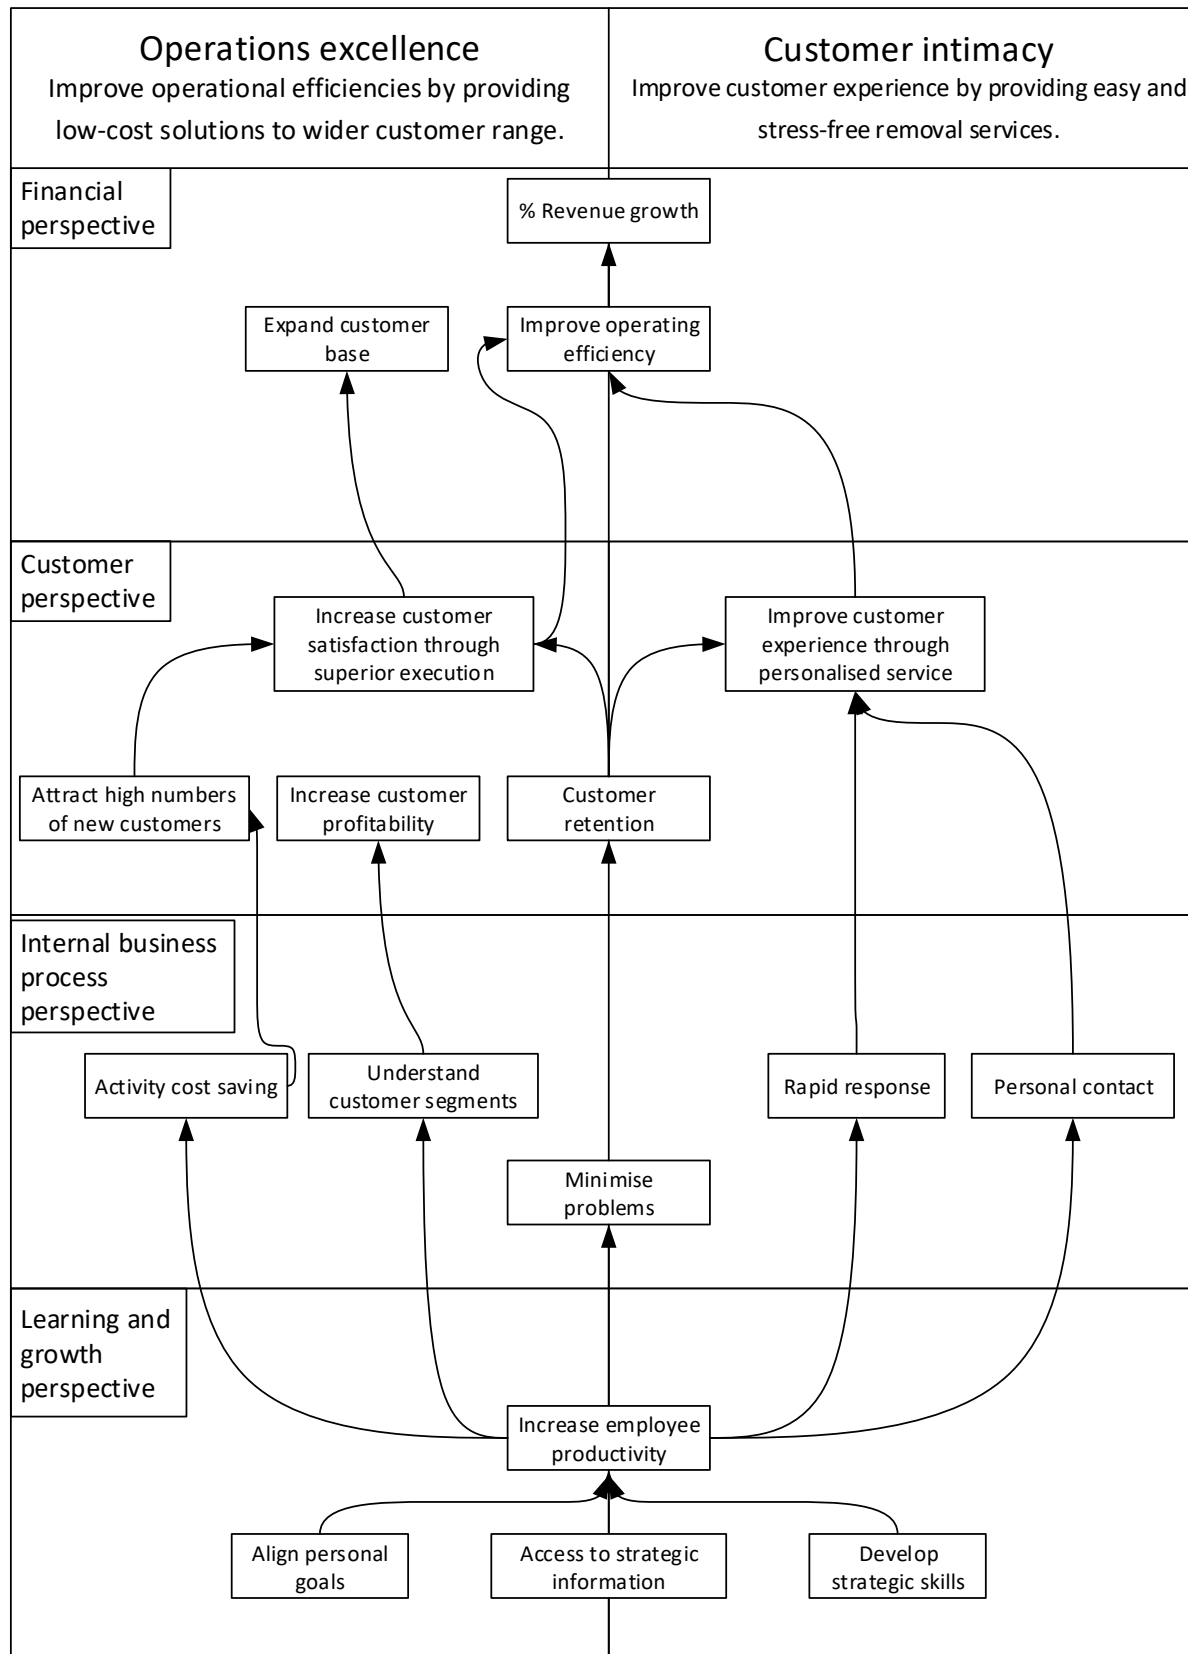 Operations excellence
Improve operational efficiencies by providing
low-cost solutions to wider customer range.
Customer intimacy
Improve customer experience by providing easy and
stress-free removal services.
Financial
perspective
% Revenue growth
Expand customer
base
Improve operating
efficiency
Customer
perspective
Increase customer
satisfaction through
superior execution
Improve customer
experience through
personalised service
Attract high numbers
of new customers
Increase customer
profitability
Customer
retention
Internal business
process
perspective
Activity cost saving
Understand
customer segments
Rapid response
Personal contact
Minimise
problems
Learning and
growth
perspective
Increase employee
productivity
Align personal
goals
Access to strategic
information
Develop
strategic skills